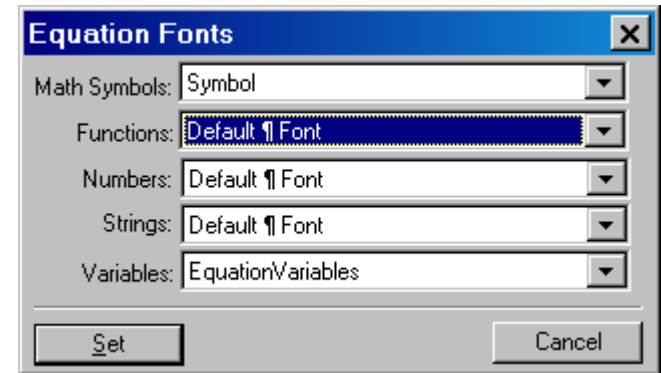 Equation Fonts
Math Symbols: Symbol
Functions: Default ¶ Font
Numbers: Default ¶ Font
Strings: Default ¶ Font
Variables: EquationVariables
Set Cancel